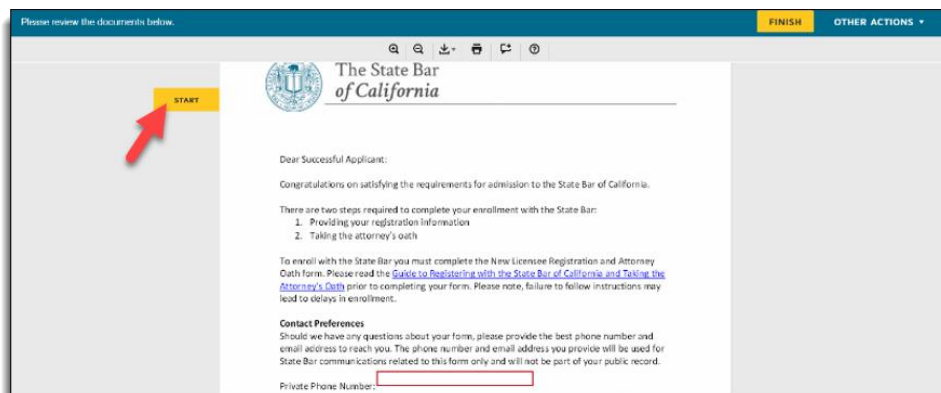 Please review the documents below.
FINISH
OTHER ACTIONS
START
The State Bar
of California
Dear Successful Applicant:
Congratulations on satisfying the requirements for admission to the State Bar of California.
There are two steps required to complete your enrollment with the State Bar:
1. Providing your registration information
2. Taking the attorney's oath
To enroll with the State Bar you must complete the New Licensee Registration and Attorney
Oath form. Please read the Guide to Registering with the State Bar of California and Taking the
Attorney's Oath prior to completing your form. Please note, failure to follow instructions may
lead to delays in enrollment.
Contact Preferences
Should we have any questions about your form, please provide the best phone number and
email address to reach you. The phone number and email address you provide will be used for
State Bar communications related to this form only and will not be part of your public record.
Private Phone Number: